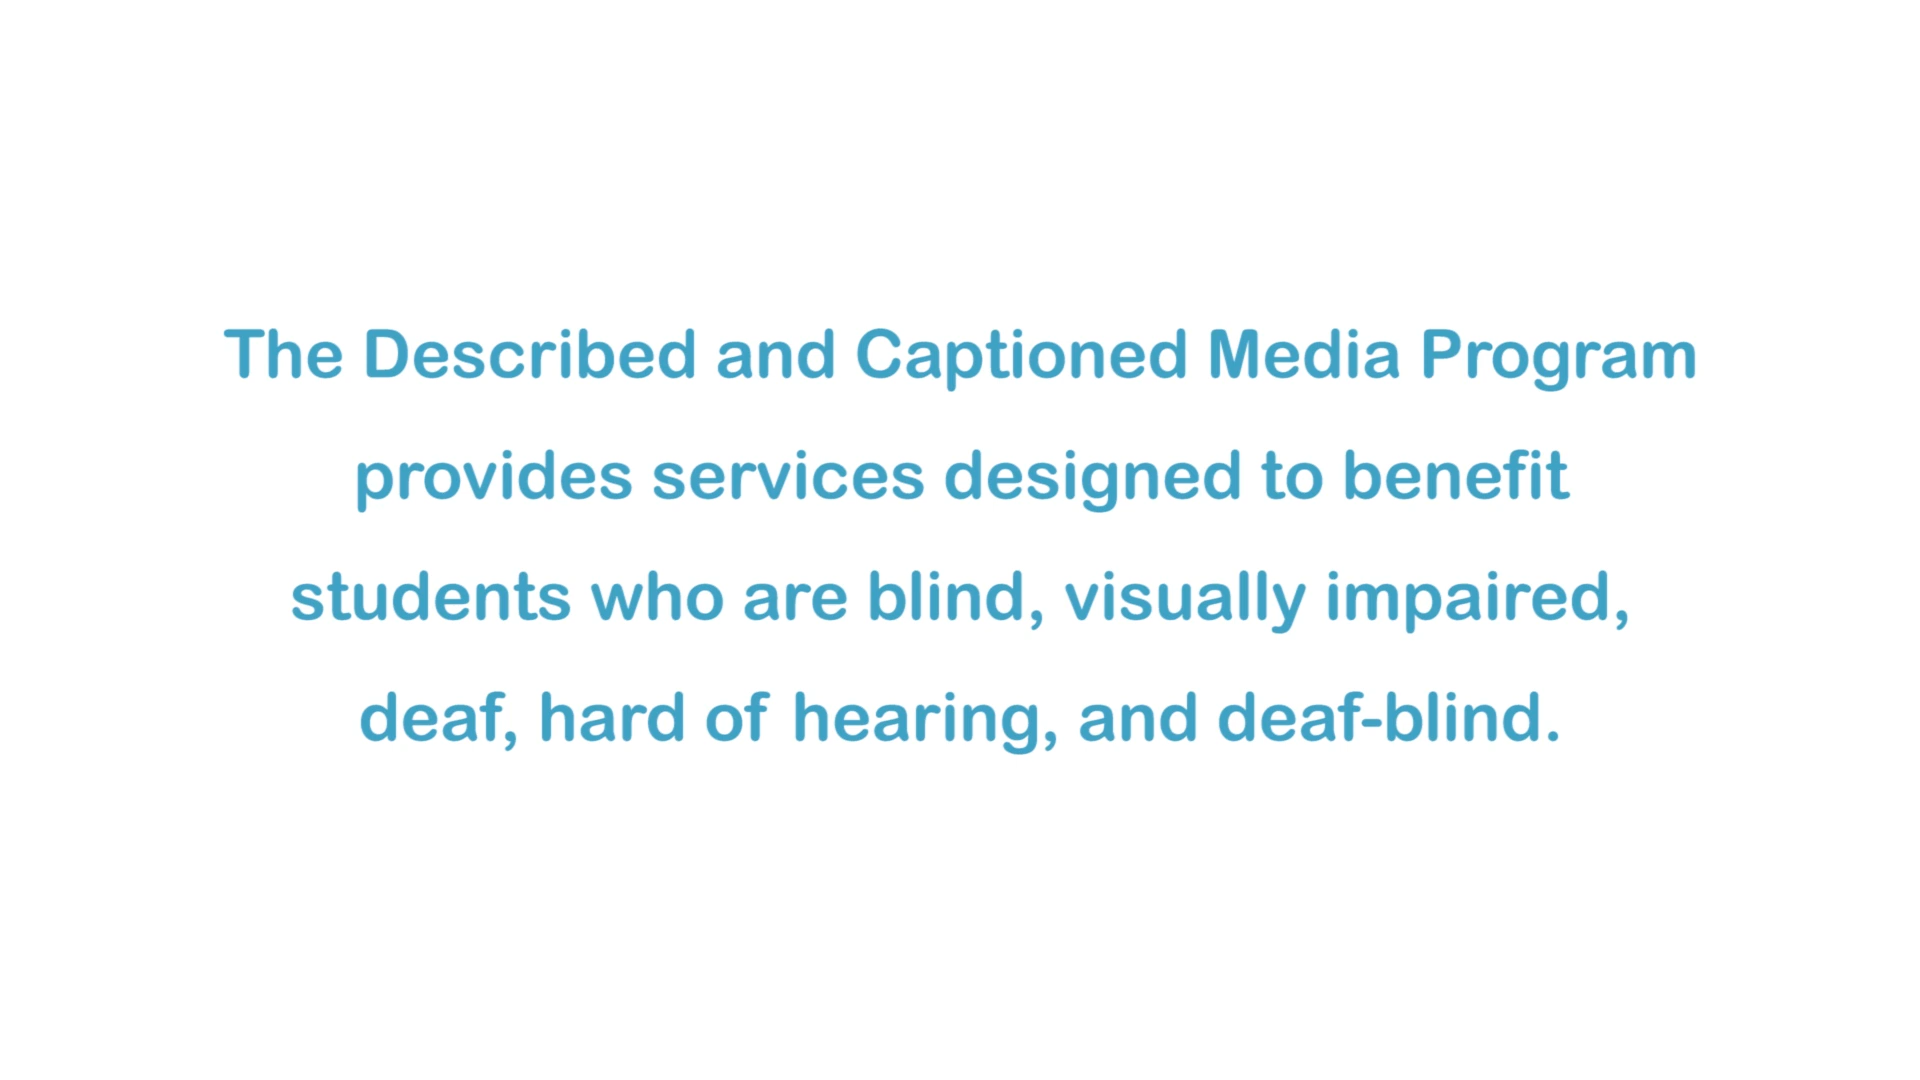 The Described and Captioned Media Program
provides services designed to benefit
students who are blind, visually impaired,
deaf, hard of hearing, and deaf-blind.